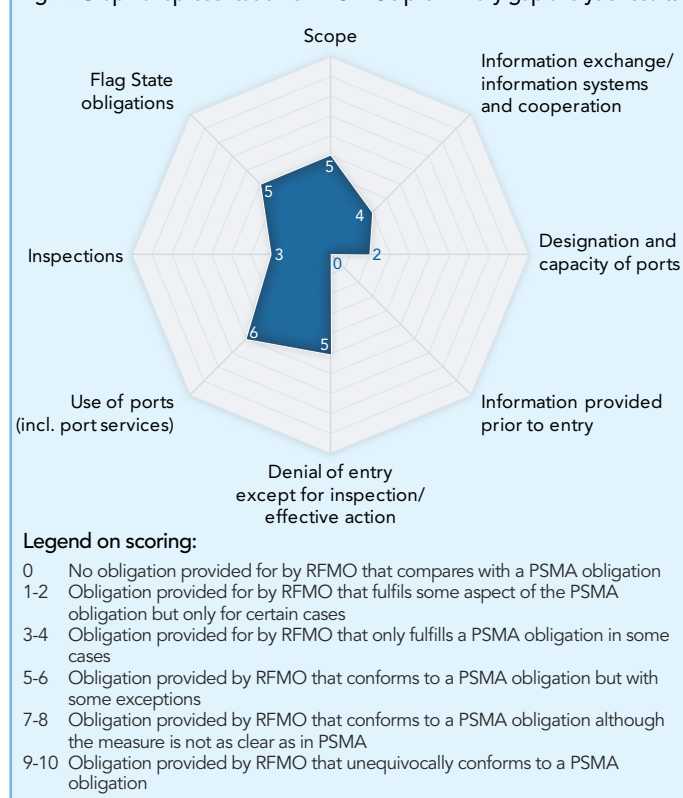 Scope
Information exchange/
information systems
and cooperation
Flag State
obligations
5
5
4
Inspections
3
2
0
Designation and
capacity of ports
6
5
Use of ports
(incl. port services)
Information provided
prior to entry
Denial of entry
except for inspection/
effective action
Legend on scoring:
0 No obligation provided for by RFMO that compares with a PSMA obligation
1-2 Obligation provided for by RFMO that fulfils some aspect of the PSMA
obligation but only for certain cases
3-4 Obligation provided for by RFMO that only fulfills a PSMA obligation in some
cases
5-6 Obligation provided by RFMO that conforms to a PSMA obligation but with
some exceptions
7-8 Obligation provided by RFMO that conforms to a PSMA obligation although
the measure is not as clear as in PSMA
9-10 Obligation provided by RFMO that unequivocally conforms to a PSMA
obligation